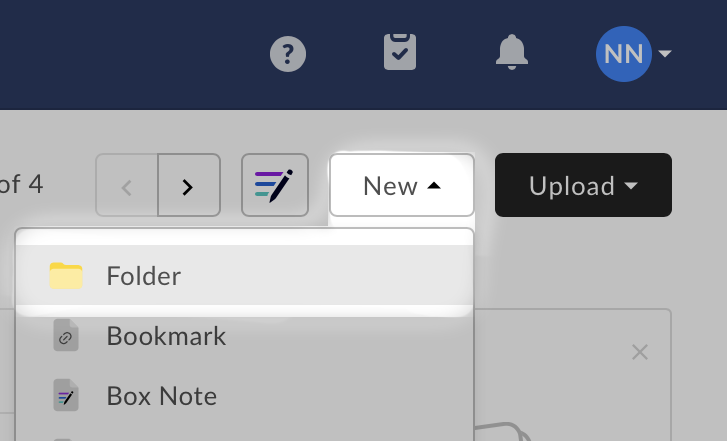 ?
NN
of 4
New
Upload
Folder
Bookmark
Box Note